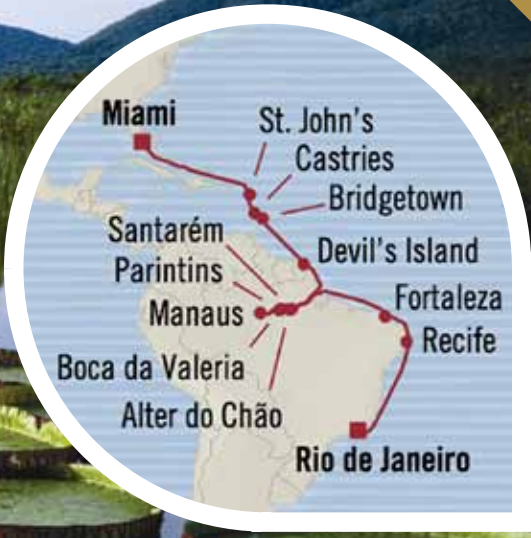 Miami
St. John's
Castries
Bridgetown
Santarém
Parintins
Devil's Island
Manaus
Fortaleza
Recife
Boca da Valeria
Alter do Chão
Rio de Janeiro